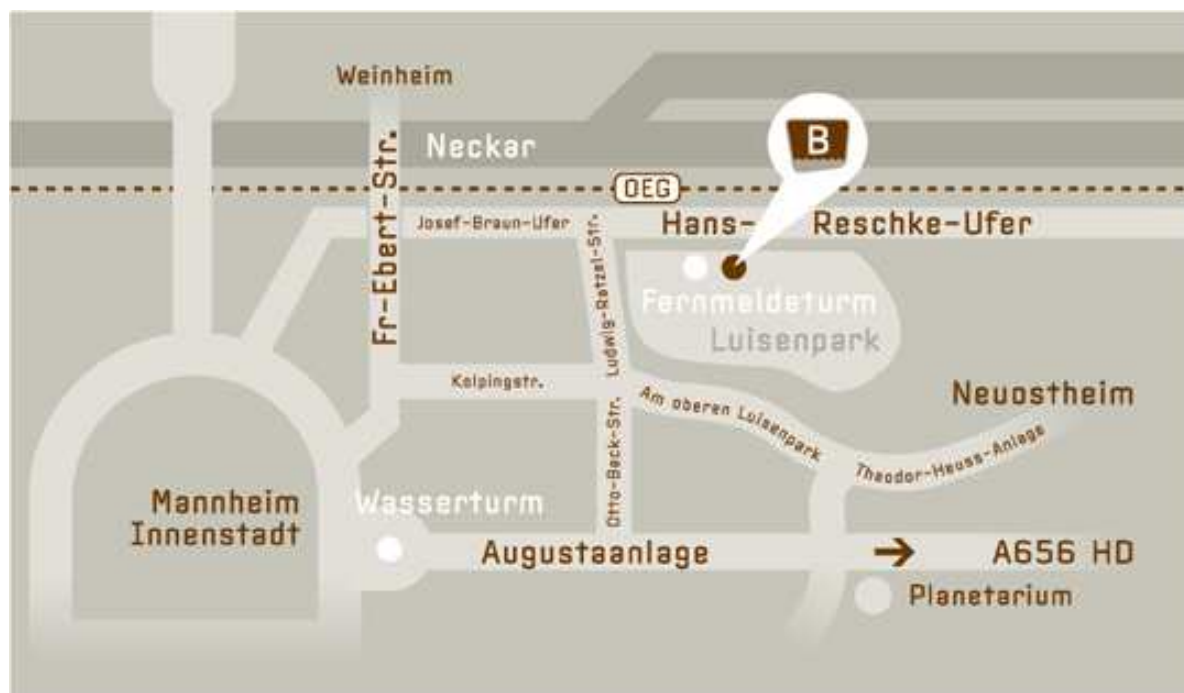 Weinheim
Neckar
B
OEG
Fr-Ebert-Str.
Josef-Braun-Ufer
Hans-Reschke-Ufer
Ludwig-Ratzel-Str.
Fernmeldeturm
Luisenpark
Kolpingstr.
Otto-Beck-Str.
Am oberen Luisenpark
Neuostheim
Theodor-Heuss-Anlage
Mannheim
Innenstadt
Wasserturm
Augustaanlage
→
A656 HD
Planetarium